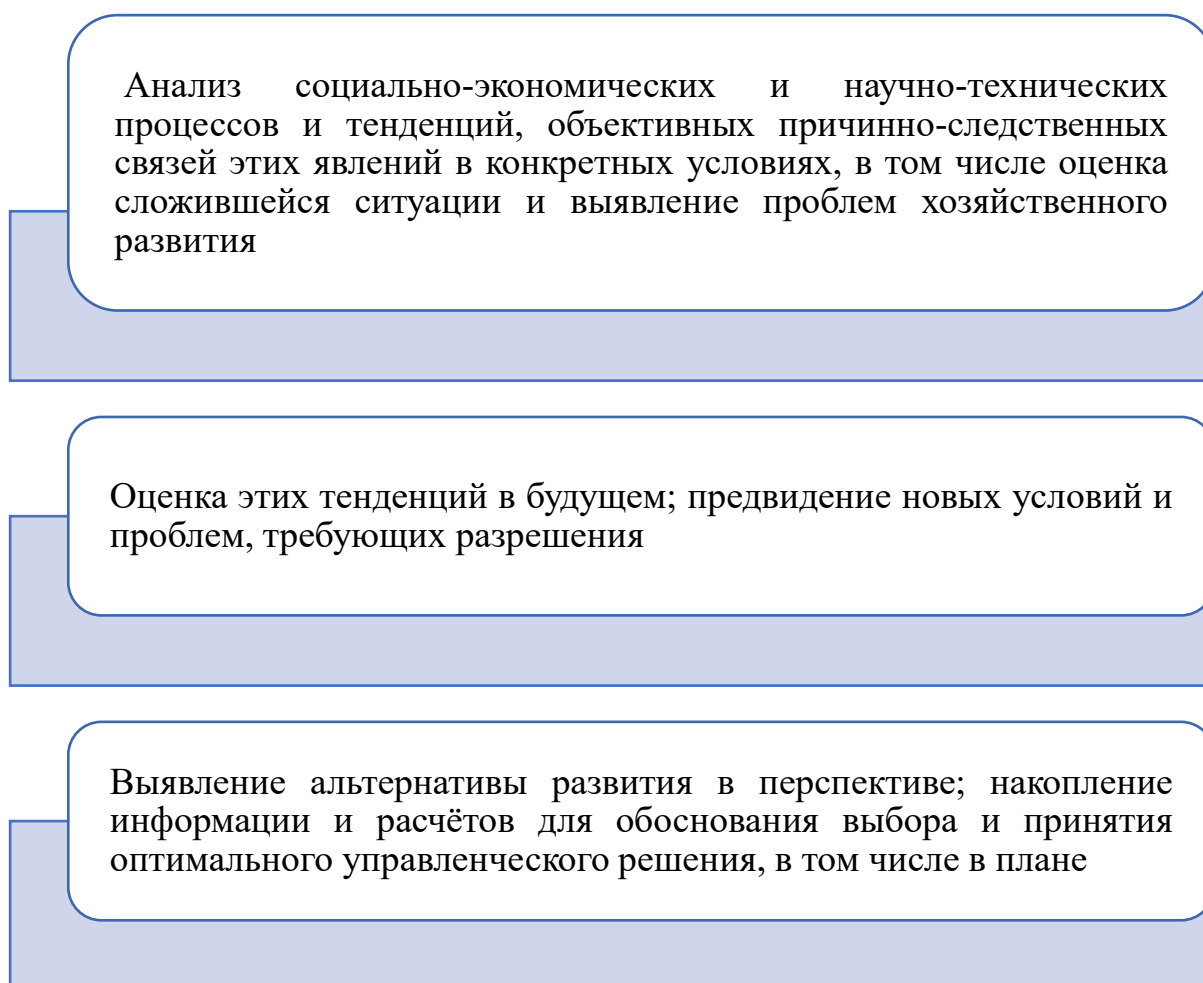 Анализ социально-экономических и научно-технических
процессов и тенденций, объективных причинно-следственных
связей этих явлений в конкретных условиях, в том числе оценка
сложившейся ситуации и выявление проблем хозяйственного
развития
Оценка этих тенденций в будущем; предвидение новых условий и
проблем, требующих разрешения
Выявление альтернативы развития в перспективе; накопление
информации и расчётов для обоснования выбора и принятия
оптимального управленческого решения, в том числе в плане